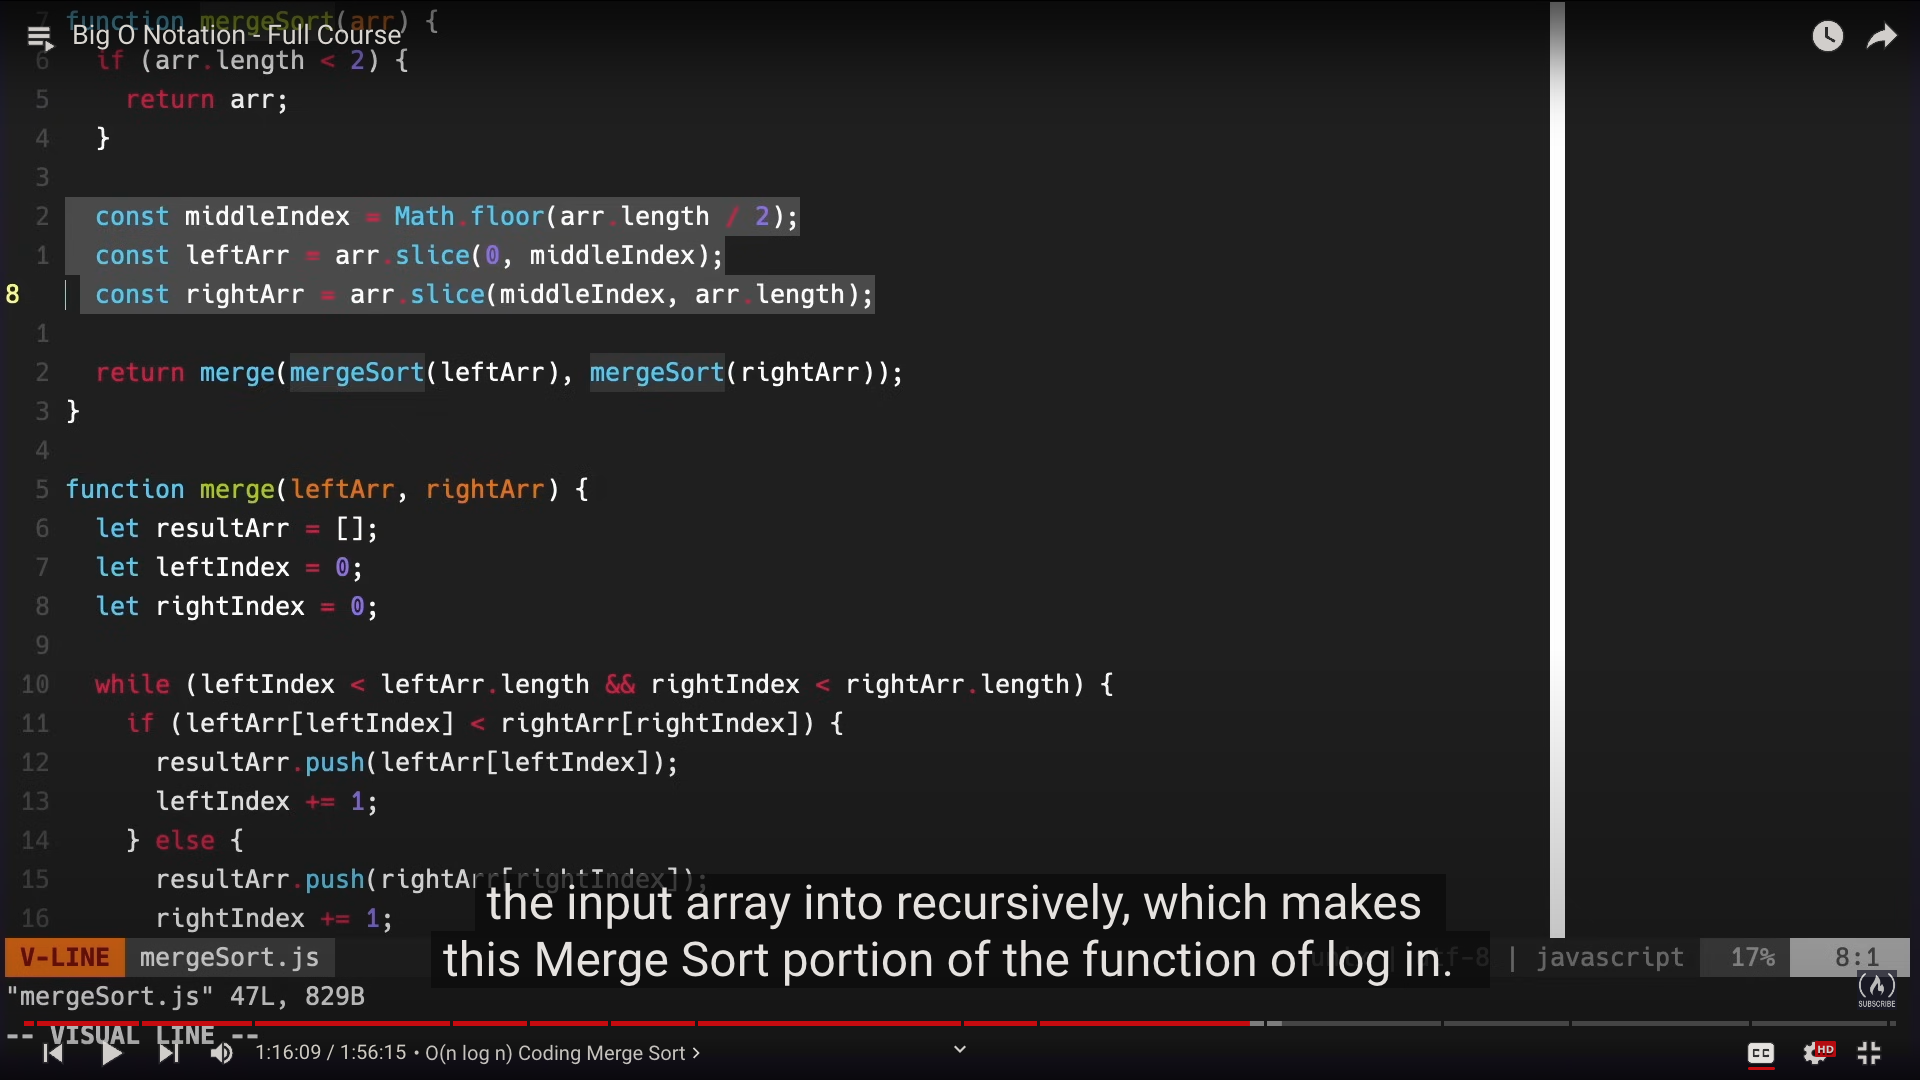 7 function mergeSort(arr) {
Big O Notation - Full Course
6 if (arr.length < 2) {
5 return arr;
4 }
3
2 const middleIndex = Math.floor(arr.length / 2);
1 const leftArr = arr.slice(0, middleIndex);
8 const rightArr = arr.slice(middleIndex, arr.length);
1
2 return merge(mergeSort(leftArr), mergeSort(rightArr));
3 }
4
5 function merge(leftArr, rightArr) {
6 let resultArr = [];
7 let leftIndex = 0;
8 let rightIndex = 0;
9
10 while (leftIndex < leftArr.length && rightIndex < rightArr.length) {
11 if (leftArr[leftIndex] < rightArr[rightIndex]) {
12 resultArr.push(leftArr[leftIndex]);
13 leftIndex += 1;
14 } else {
15 resultArr.push(rightArr[rightIndex]);
16 rightIndex += 1;
the input array into recursively, which makes
this Merge Sort portion of the function of log in.
V-LINE mergeSort.js | javascript 17% 8:1
"mergeSort.js" 47L, 829B
SUBSCRIBE
-- VISUAL LINE --
1:16:09 / 1:56:15 • O(n log n) Coding Merge Sort >
CC HD